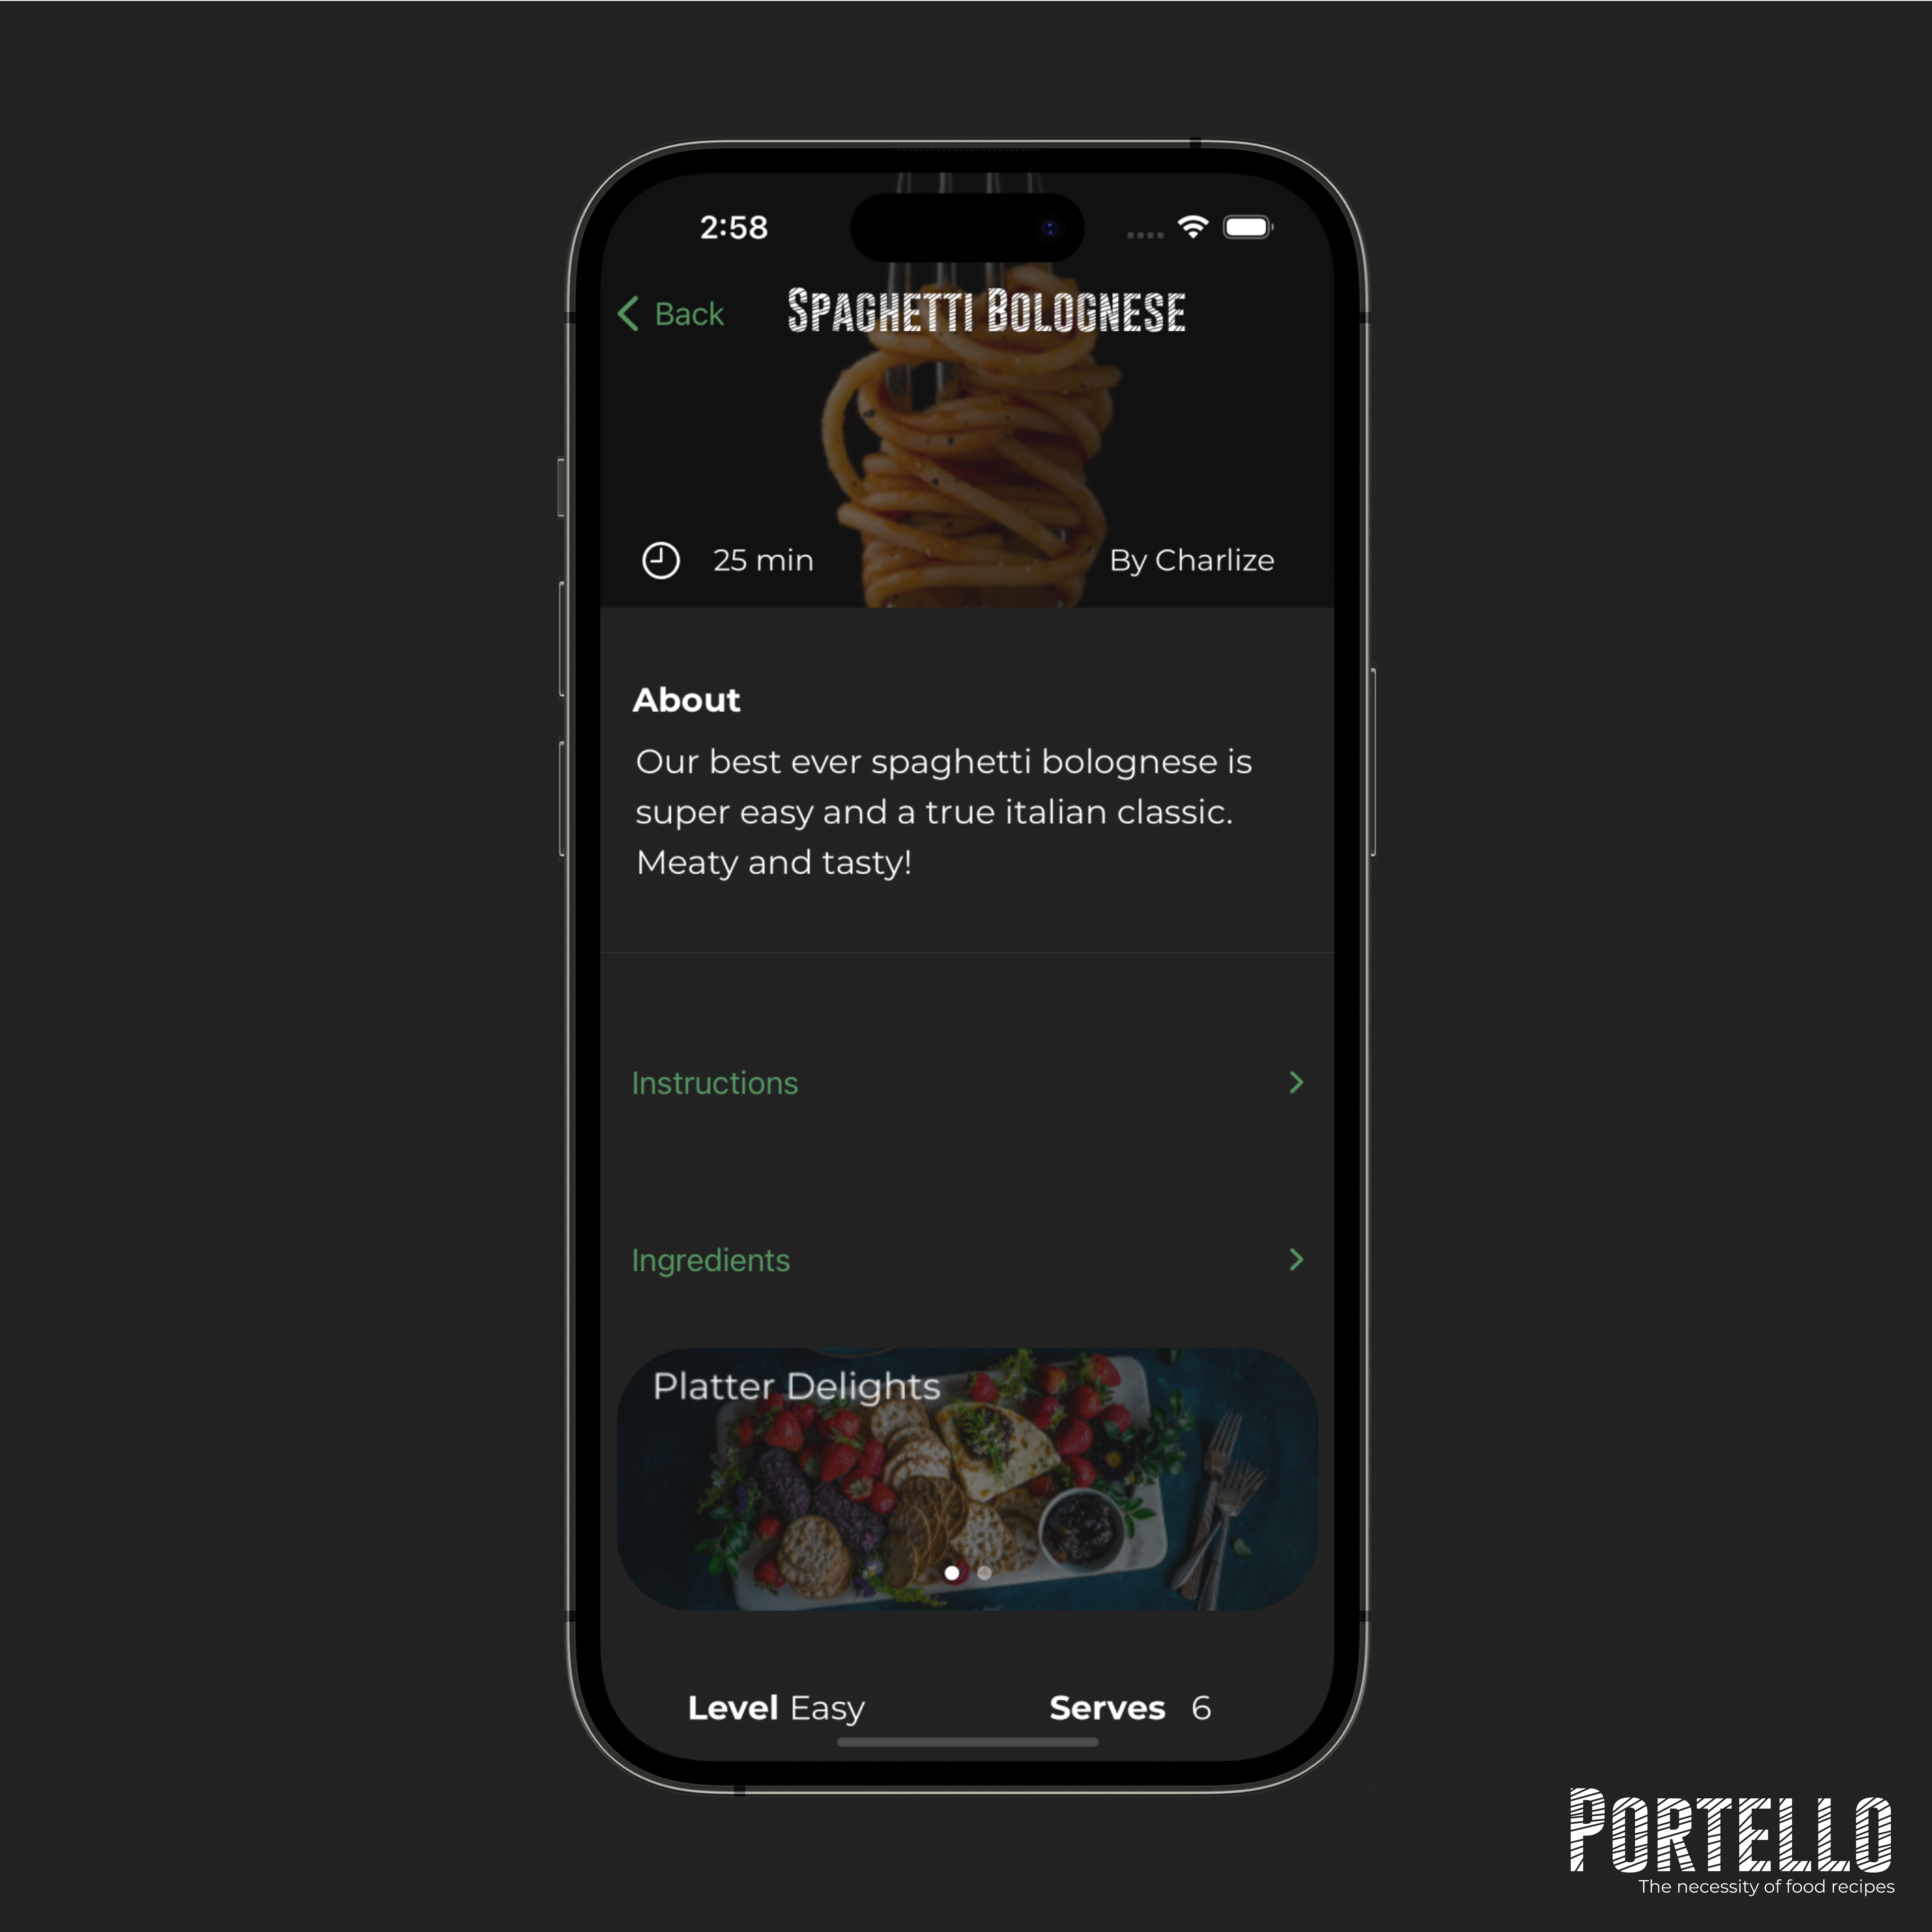 2:58
Back
Spaghetti Bolognese
25 min
By Charlize
About
Our best ever spaghetti bolognese is
super easy and a true italian classic.
Meaty and tasty!
Instructions
Ingredients
Platter Delights
Level Easy
Serves 6
Portello
The necessity of food recipes